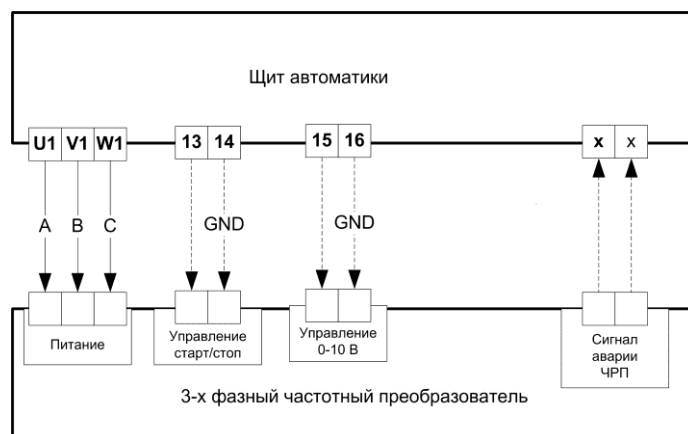 Щит автоматики
U1 V1 W1 13 14 15 16 x x
A B C GND GND
Питание
Управление
старт/стоп
Управление
0-10 В
Сигнал
аварии
ЧРП
3-х фазный частотный преобразователь